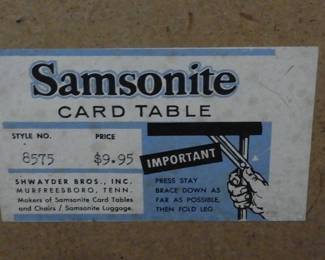 Samsonite
CARD TABLE
STYLE NO. PRICE
8575 $9.95
SHWAYDER BROS., INC.
MURFREESBORO, TENN.
Makers of Samsonite Card Tables
and Chairs / Samsonite Luggage.
IMPORTANT
PRESS STAY
BRACE DOWN AS
FAR AS POSSIBLE,
THEN FOLD LEG.